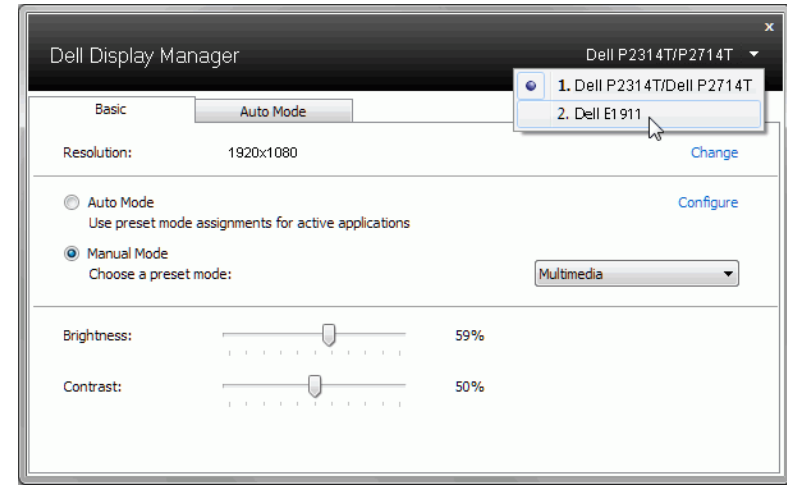 x
Dell Display Manager
Dell P2314T/P2714T
1. Dell P2314T/Dell P2714T
2. Dell E1911
Basic
Auto Mode
Resolution:
1920x1080
Change
Auto Mode
Configure
Use preset mode assignments for active applications
Manual Mode
Choose a preset mode:
Multimedia
Brightness:
59%
Contrast:
50%